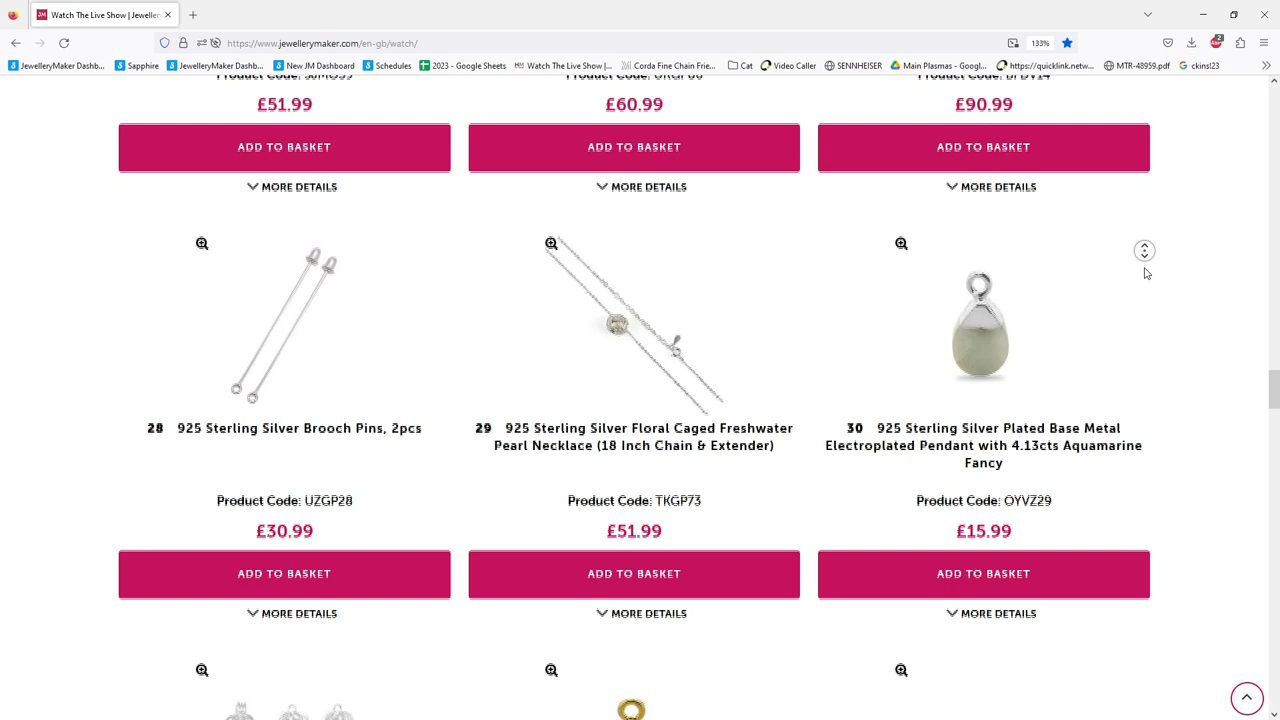 Watch The Live Show | Jeweller
https://www.jewellerymaker.com/elr-gb/watch/
133%
2
JewelleryMaker Dashb...
Sapphire
JewelleryMaker Dashb...
New JM Dashboard
Schedules
2023 - Google Sheets
Watch The Live Show |...
Corda Fine Chain Frie...
Cat
Video Caller
SENNHEISER
Main Plasmas - Googl...
https://quicklink.netw...
MTR-48959.pdf
ckins!23
£51.99
£60.99
£90.99
ADD TO BASKET
ADD TO BASKET
ADD TO BASKET
MORE DETAILS
MORE DETAILS
MORE DETAILS
28 925 Sterling Silver Brooch Pins, 2pcs
Product Code: UZGP28
£30.99
ADD TO BASKET
MORE DETAILS
29 925 Sterling Silver Floral Caged Freshwater
Pearl Necklace (18 Inch Chain & Extender)
Product Code: TKGP73
£51.99
ADD TO BASKET
MORE DETAILS
30 925 Sterling Silver Plated Base Metal
Electroplated Pendant with 4.13cts Aquamarine
Fancy
Product Code: OYVZ29
£15.99
ADD TO BASKET
MORE DETAILS